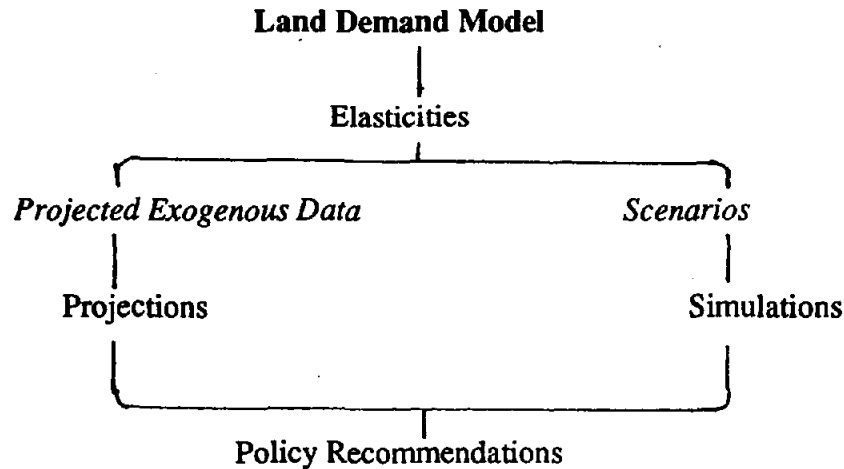 Land Demand Model
Elasticities
Projected Exogenous Data
Scenarios
Projections
Simulations
Policy Recommendations